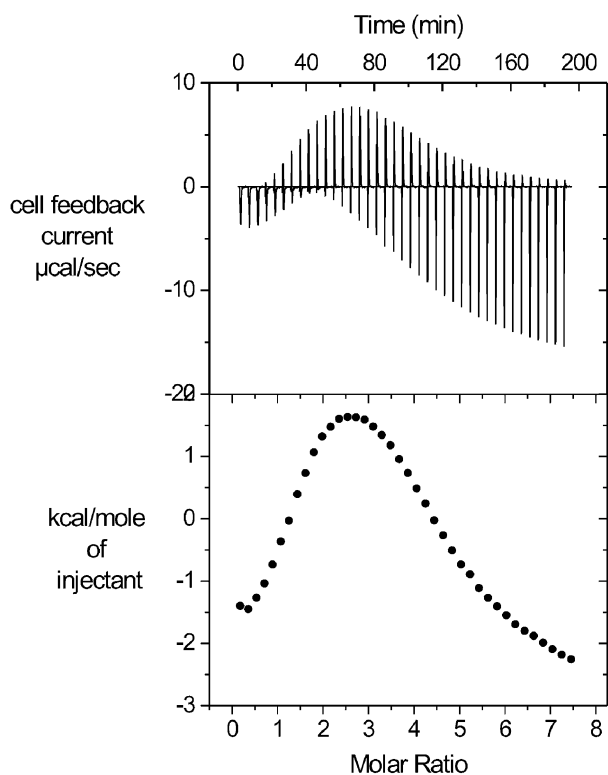 Time (min)
0 40 80 120 160 200
10
0
-10
-20
cell feedback
current
µcal/sec
2
1
0
-1
-2
-3
kcal/mole
of
injectant
0 1 2 3 4 5 6 7 8
Molar Ratio